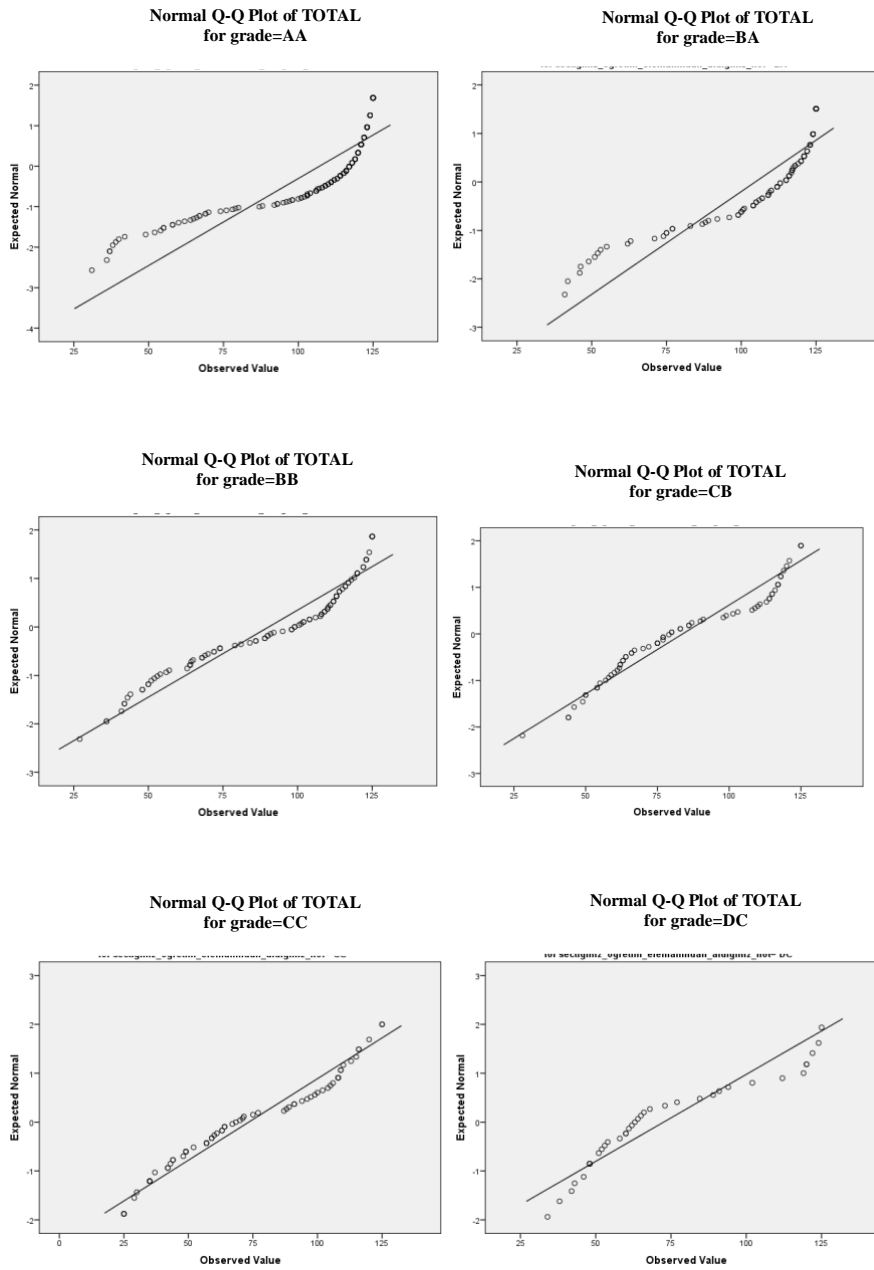 Normal Q-Q Plot of TOTAL
for grade=AA
2
1
0
-1
-2
-3
-4
Expected Normal
25
50
75
100
125
Observed Value
Normal Q-Q Plot of TOTAL
for grade=BA
2
1
0
-1
-2
-3
Expected Normal
25
50
75
100
125
Observed Value
Normal Q-Q Plot of TOTAL
for grade=BB
2
1
0
-1
-2
-3
Expected Normal
25
50
75
100
125
Observed Value
Normal Q-Q Plot of TOTAL
for grade=CB
2
1
0
-1
-2
-3
Expected Normal
25
50
75
100
125
Observed Value
Normal Q-Q Plot of TOTAL
for grade=CC
3
2
1
0
-1
-2
Expected Normal
0
25
50
75
100
125
Observed Value
Normal Q-Q Plot of TOTAL
for grade=DC
3
2
1
0
-1
-2
Expected Normal
25
50
75
100
125
Observed Value